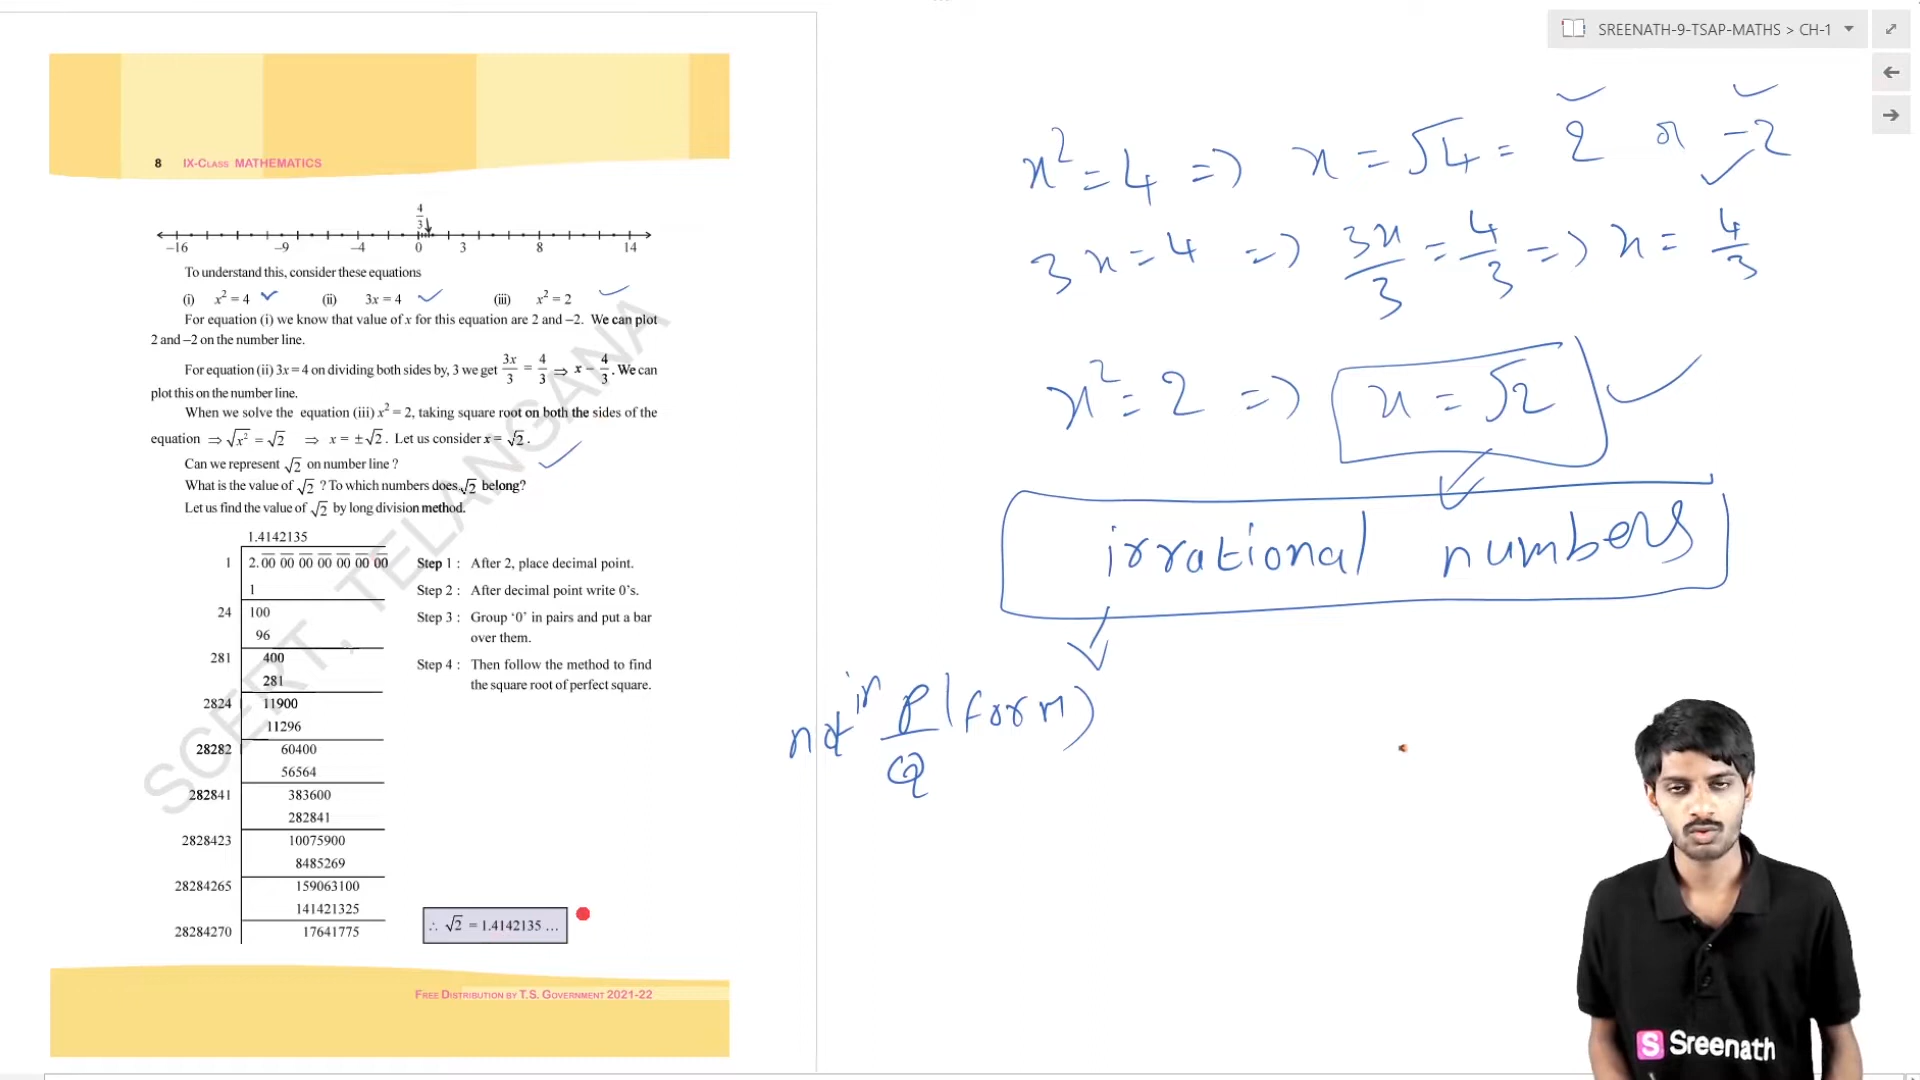 SREENATH-9-TSAP-MATHS > CH-1
8 IX-CLASS MATHEMATICS
4
3
–16 –9 –4 0 3 8 14
To understand this, consider these equations
(i) x² = 4 (ii) 3x = 4 (iii) x² = 2
For equation (i) we know that value of x for this equation are 2 and –2. We can plot
2 and –2 on the number line.
For equation (ii) 3x = 4 on dividing both sides by, 3 we get 3x/3 = 4/3 ⇒ x – 4/3. We can
plot this on the number line.
When we solve the equation (iii) x² = 2, taking square root on both the sides of the
equation ⇒ √x² = √2 ⇒ x = ±√2. Let us consider x = √2.
Can we represent √2 on number line ?
What is the value of √2 ? To which numbers does √2 belong?
Let us find the value of √2 by long division method.
1.4142135
1 2.00 00 00 00 00 00 00
1
24 100
96
281 400
281
2824 11900
11296
28282 60400
56564
282841 383600
282841
2828423 10075900
8485269
28284265 159063100
141421325
28284270 17641775
Step 1 : After 2, place decimal point.
Step 2 : After decimal point write 0’s.
Step 3 : Group ‘0’ in pairs and put a bar
over them.
Step 4 : Then follow the method to find
the square root of perfect square.
∴ √2 = 1.4142135 ...
FREE DISTRIBUTION BY T.S. GOVERNMENT 2021-22
SCERT, TELANGANA
x² = 4 => x = √4 = 2 or -2
3x = 4 => 3x/3 = 4/3 => x = 4/3
x² = 2 => x = √2
irrational numbers
not in P/Q (form)
S Sreenath